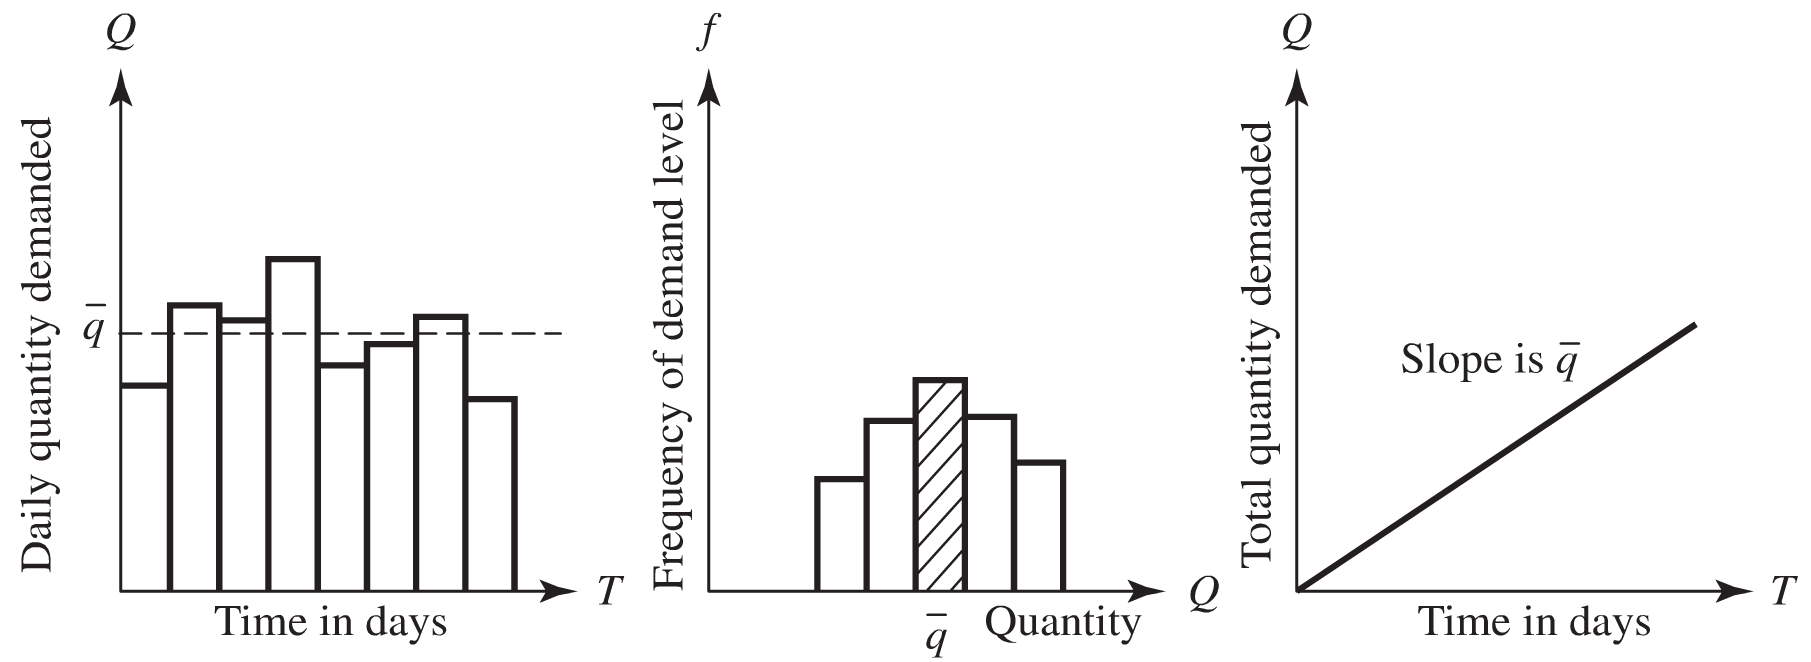 Q
Daily quantity demanded
q̅
T
Time in days
f
Frequency of demand level
Q
q̅
Quantity
Q
Total quantity demanded
Slope is q̅
T
Time in days